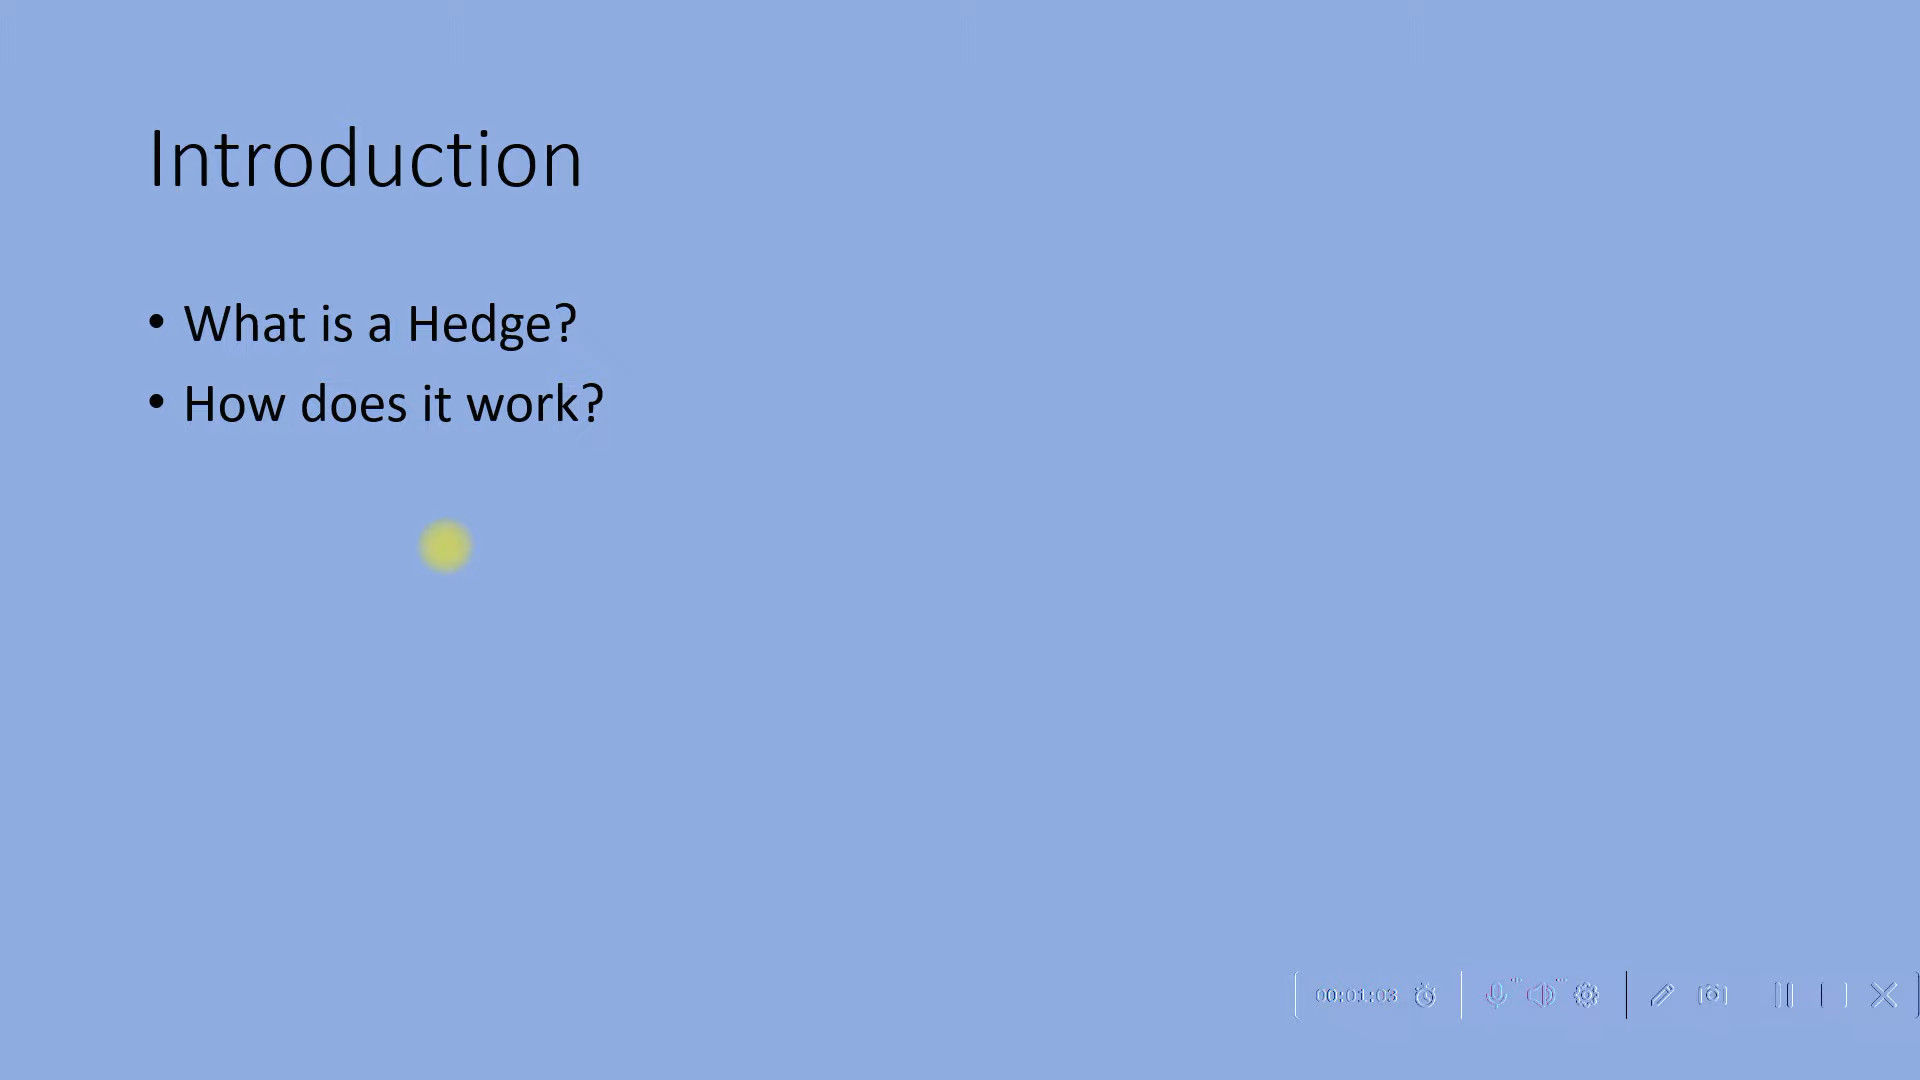 Introduction
• What is a Hedge?
• How does it work?
00:01:03